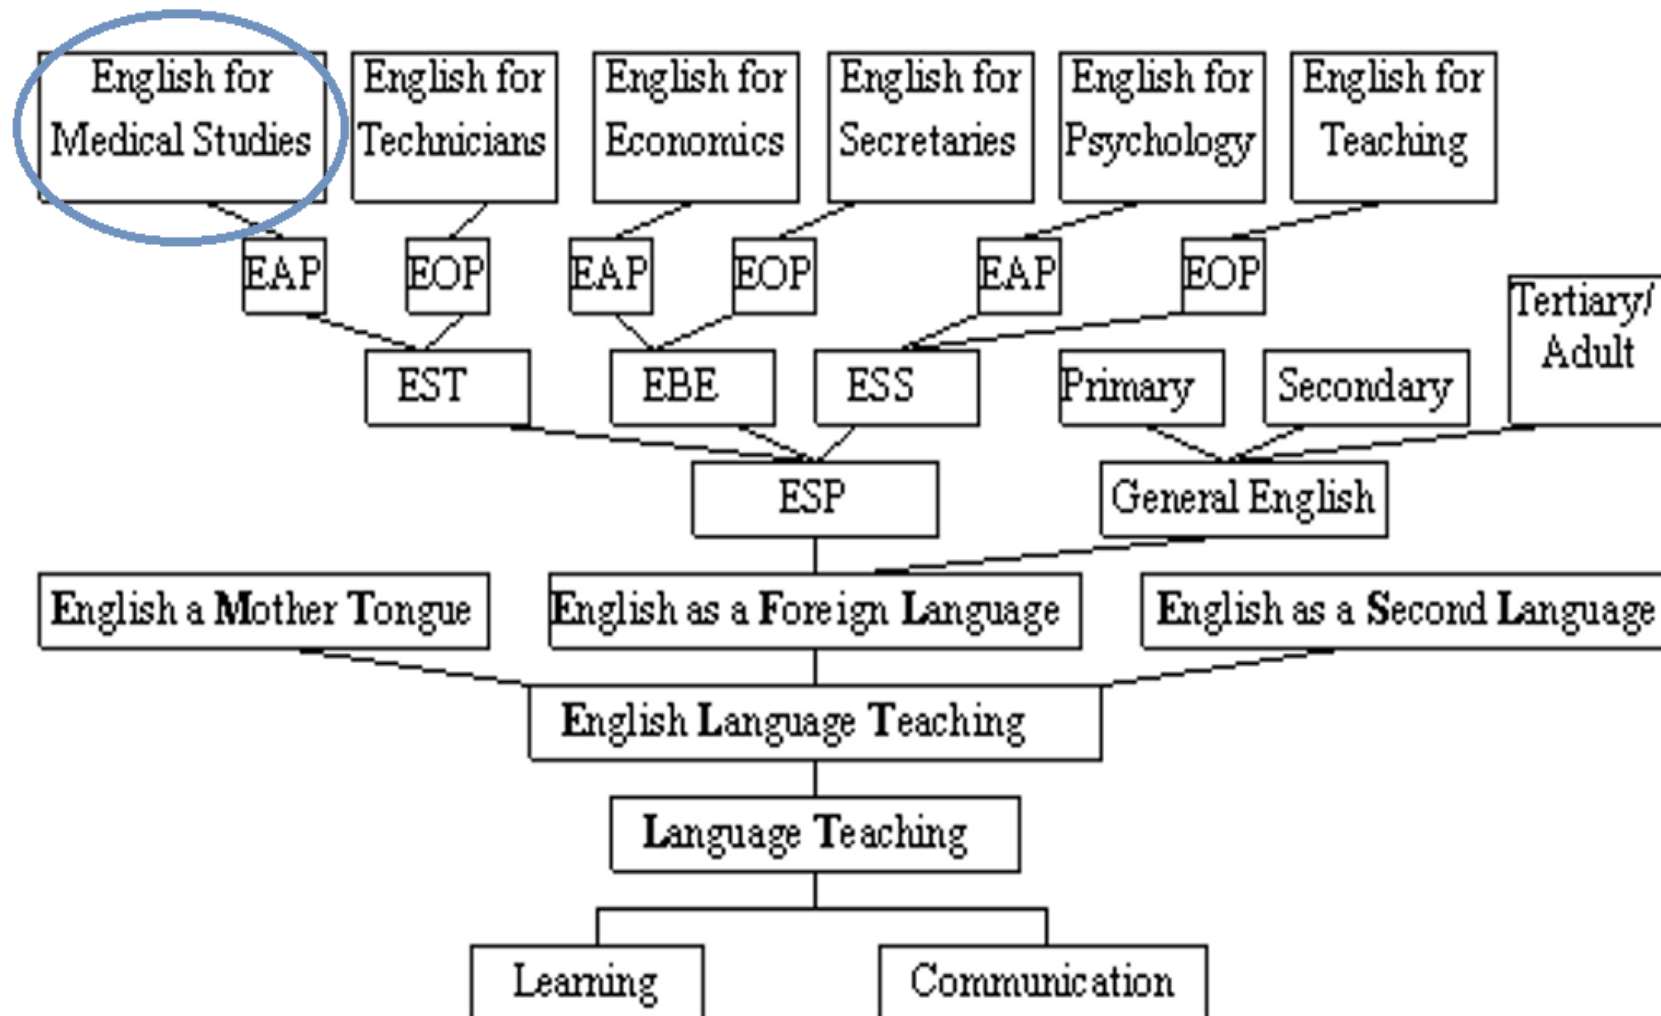 English for
Medical Studies
English for
Technicians
English for
Economics
English for
Secretaries
English for
Psychology
English for
Teaching
EAP
EOP
EAP
EOP
EAP
EOP
Tertiary/
Adult
EST
EBE
ESS
Primary
Secondary
ESP
General English
English a Mother Tongue
English as a Foreign Language
English as a Second Language
English Language Teaching
Language Teaching
Learning
Communication